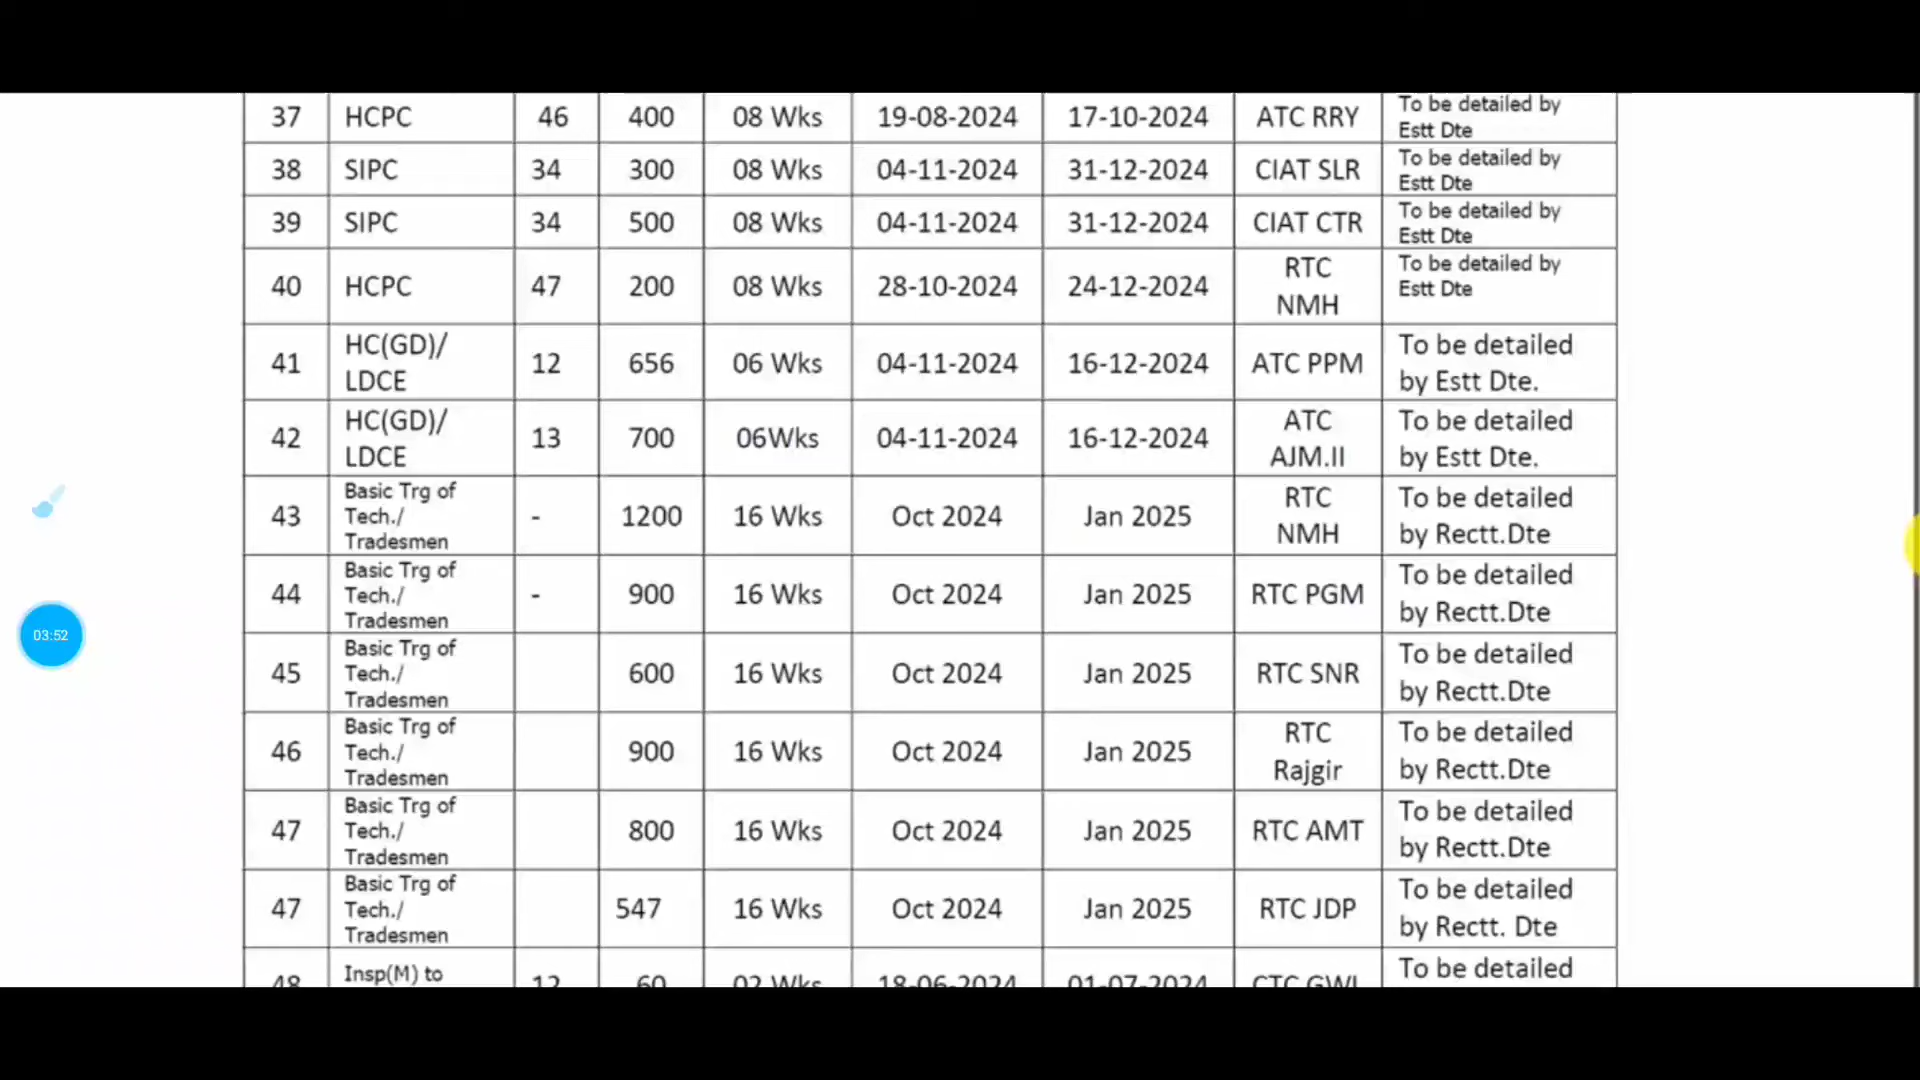 37 HCPC 46 400 08 Wks 19-08-2024 17-10-2024 ATC RRY To be detailed by
Estt Dte
38 SIPC 34 300 08 Wks 04-11-2024 31-12-2024 CIAT SLR To be detailed by
Estt Dte
39 SIPC 34 500 08 Wks 04-11-2024 31-12-2024 CIAT CTR To be detailed by
Estt Dte
40 HCPC 47 200 08 Wks 28-10-2024 24-12-2024 RTC To be detailed by
NMH Estt Dte
HC(GD)/ To be detailed
41 12 656 06 Wks 04-11-2024 16-12-2024 ATC PPM
LDCE by Estt Dte.
HC(GD)/ ATC To be detailed
42 13 700 06Wks 04-11-2024 16-12-2024
LDCE AJM.II by Estt Dte.
Basic Trg of RTC To be detailed
43 Tech./ - 1200 16 Wks Oct 2024 Jan 2025
Tradesmen NMH by Rectt.Dte
Basic Trg of To be detailed
44 Tech./ - 900 16 Wks Oct 2024 Jan 2025 RTC PGM
Tradesmen by Rectt.Dte
Basic Trg of To be detailed
45 Tech./ 600 16 Wks Oct 2024 Jan 2025 RTC SNR
Tradesmen by Rectt.Dte
Basic Trg of RTC To be detailed
46 Tech./ 900 16 Wks Oct 2024 Jan 2025
Tradesmen Rajgir by Rectt.Dte
Basic Trg of To be detailed
47 Tech./ 800 16 Wks Oct 2024 Jan 2025 RTC AMT
Tradesmen by Rectt.Dte
Basic Trg of To be detailed
47 Tech./ 547 16 Wks Oct 2024 Jan 2025 RTC JDP
Tradesmen by Rectt. Dte
Insp(M) to To be detailed
48 12 60 02 Wks 18-06-2024 01-07-2024 CTC GWL
03:52